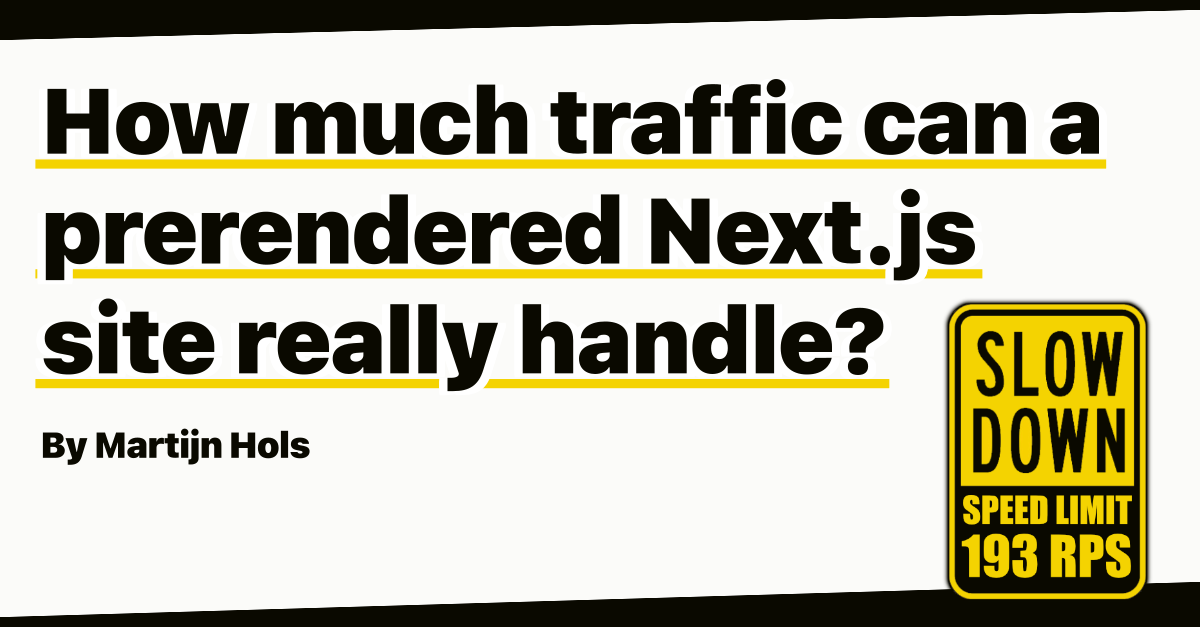 How much traffic can a
prerendered Next.js
site really handle?
By Martijn Hols
SLOW
DOWN
SPEED LIMIT
193 RPS